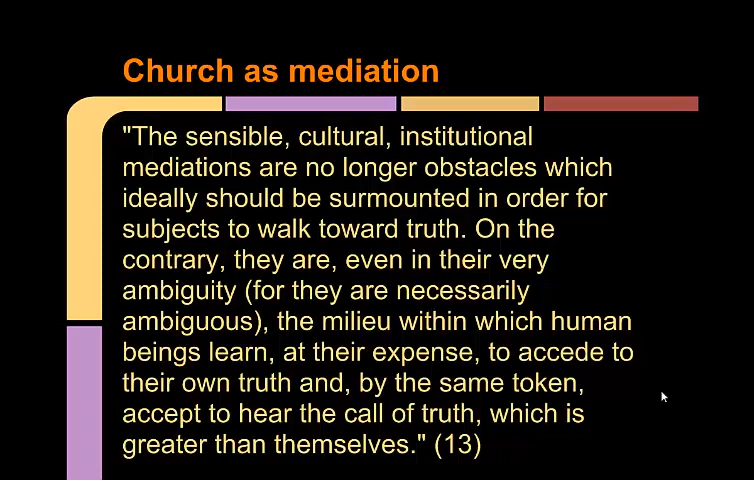 Church as mediation
"The sensible, cultural, institutional
mediations are no longer obstacles which
ideally should be surmounted in order for
subjects to walk toward truth. On the
contrary, they are, even in their very
ambiguity (for they are necessarily
ambiguous), the milieu within which human
beings learn, at their expense, to accede to
their own truth and, by the same token,
accept to hear the call of truth, which is
greater than themselves." (13)